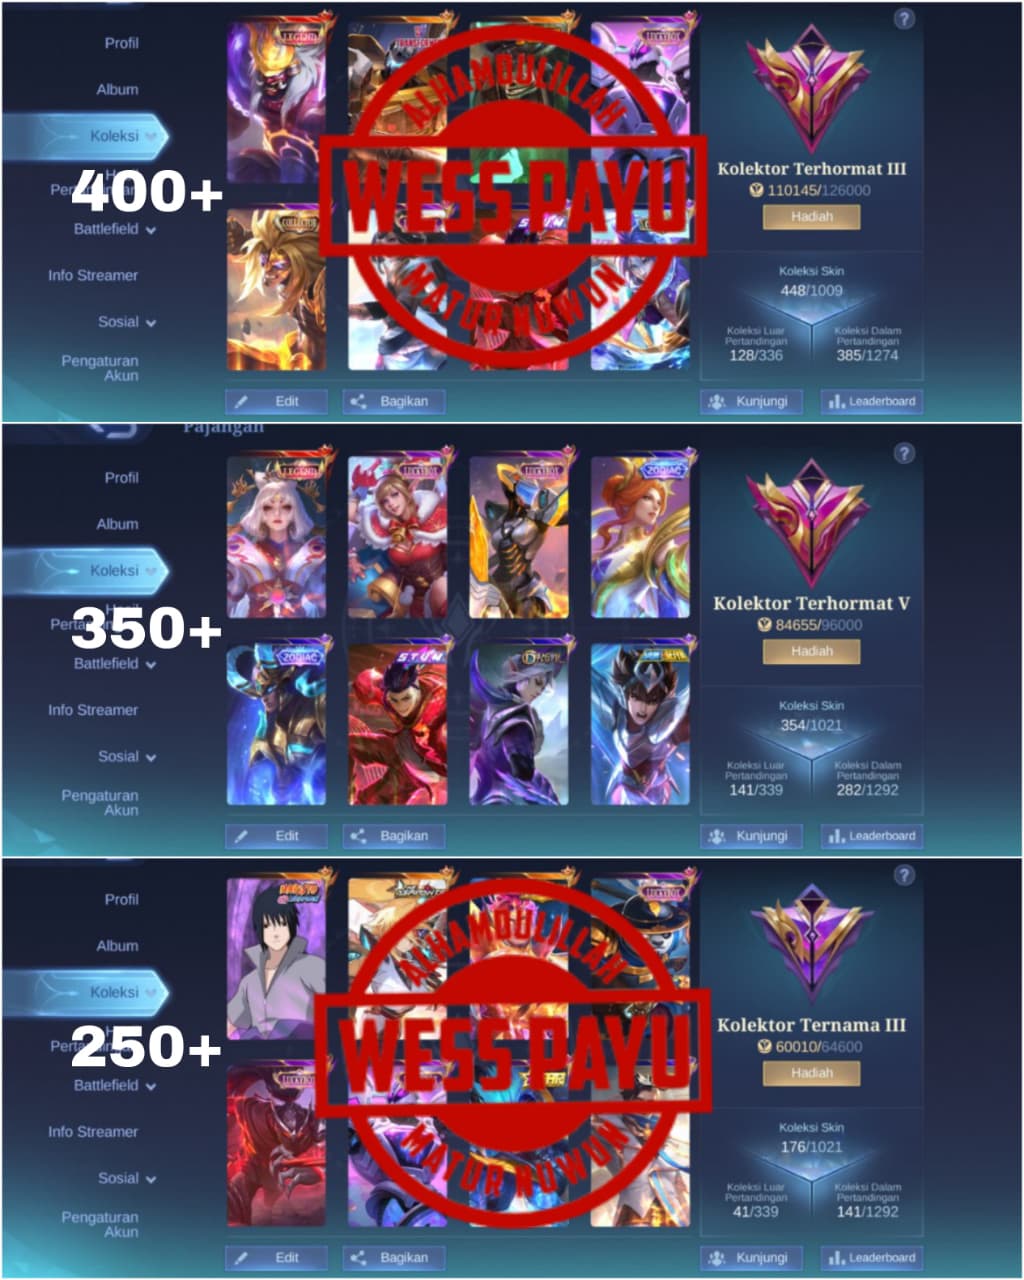 Profil
Album
Koleksi
400+
Battlefield
Info Streamer
Sosial
Pengaturan
Akun
LEGEND
TRANSFORMERS
LUCKYBOX
COLLECTOR
S.T.U.N
ALHAMDULILLAH
WESS PAYU
MATUR NUWUN
Edit
Bagikan
?
Kolektor Terhormat III
110145/126000
Hadiah
Koleksi Skin
448/1009
Koleksi Luar
Pertandingan
128/336
Koleksi Dalam
Pertandingan
385/1274
Kunjungi
Leaderboard
Pajangan
Profil
Album
Koleksi
350+
Battlefield
Info Streamer
Sosial
Pengaturan
Akun
LEGEND
LUCKYBOX
LUCKYBOX
ZODIAC
ZODIAC
S.T.U.N
Edit
Bagikan
?
Kolektor Terhormat V
84655/96000
Hadiah
Koleksi Skin
354/1021
Koleksi Luar
Pertandingan
141/339
Koleksi Dalam
Pertandingan
282/1292
Kunjungi
Leaderboard
Profil
Album
Koleksi
250+
Battlefield
Info Streamer
Sosial
Pengaturan
Akun
NARUTO
LUCKYBOX
LUCKYBOX
ALHAMDULILLAH
WESS PAYU
MATUR NUWUN
Edit
Bagikan
?
Kolektor Ternama III
60010/64600
Hadiah
Koleksi Skin
176/1021
Koleksi Luar
Pertandingan
41/339
Koleksi Dalam
Pertandingan
141/1292
Kunjungi
Leaderboard